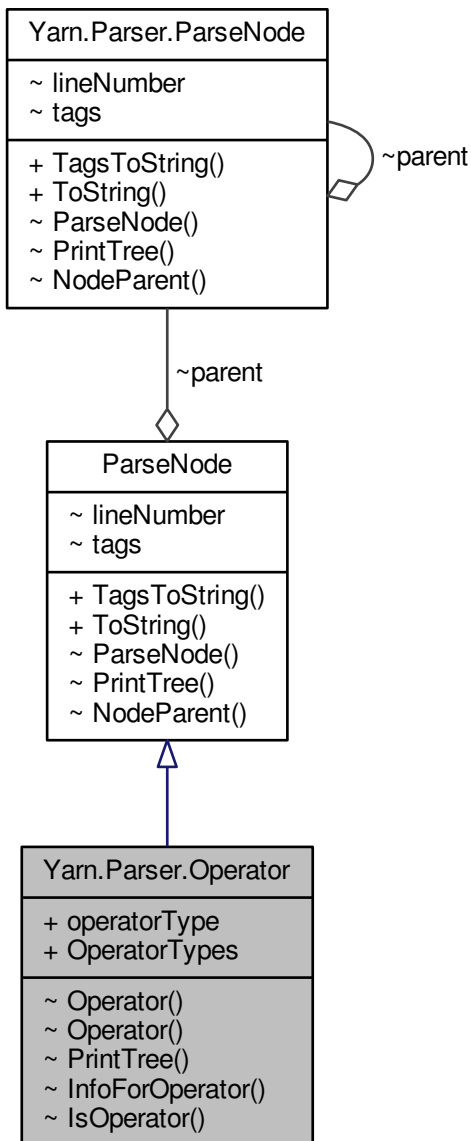 Yarn.Parser.ParseNode
~ lineNumber
~ tags
+ TagsToString()
+ ToString()
~ ParseNode()
~ PrintTree()
~ NodeParent()
~parent
~parent
ParseNode
~ lineNumber
~ tags
+ TagsToString()
+ ToString()
~ ParseNode()
~ PrintTree()
~ NodeParent()
Yarn.Parser.Operator
+ operatorType
+ OperatorTypes
~ Operator()
~ Operator()
~ PrintTree()
~ InfoForOperator()
~ IsOperator()